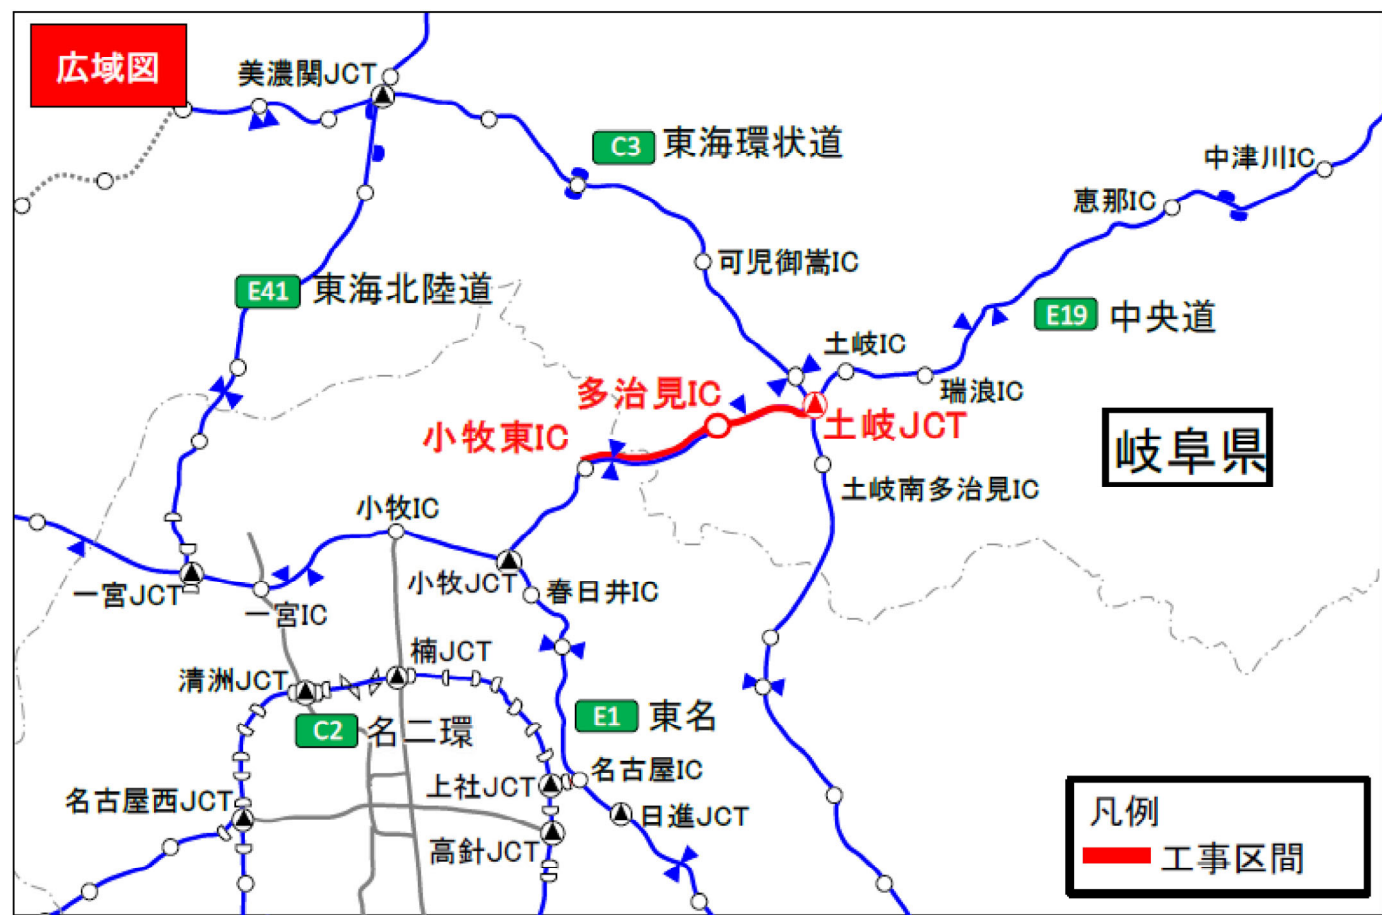 広域図
美濃関JCT
C3 東海環状道
中津川IC
恵那IC
可児御嵩IC
E41 東海北陸道
E19 中央道
土岐IC
瑞浪IC
多治見IC
土岐JCT
小牧東IC
岐阜県
土岐南多治見IC
小牧IC
小牧JCT
春日井IC
一宮JCT
一宮IC
楠JCT
清洲JCT
C2 名二環
E1 東名
名古屋IC
上社JCT
名古屋西JCT
日進JCT
高針JCT
凡例
工事区間